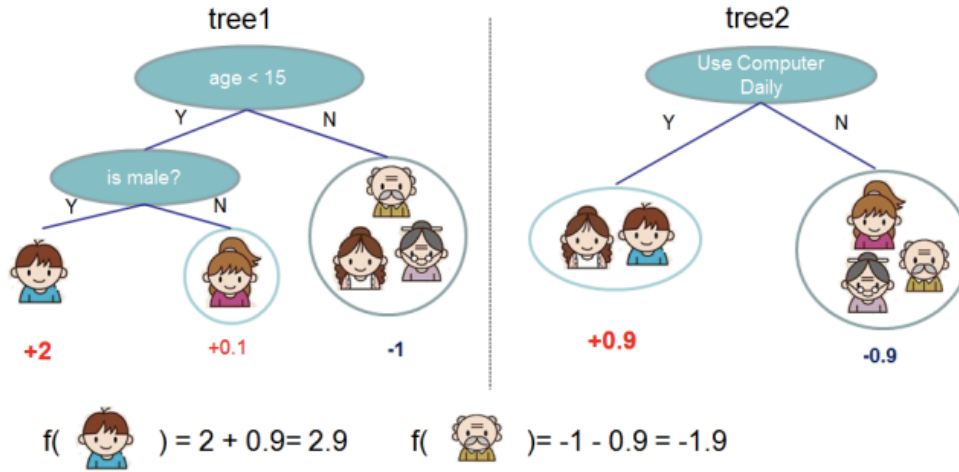 tree1
age < 15
Y
N
is male?
Y
N
+2
+0.1
-1
tree2
Use Computer
Daily
Y
N
+0.9
-0.9
f( ) = 2 + 0.9= 2.9
f( )= -1 - 0.9 = -1.9